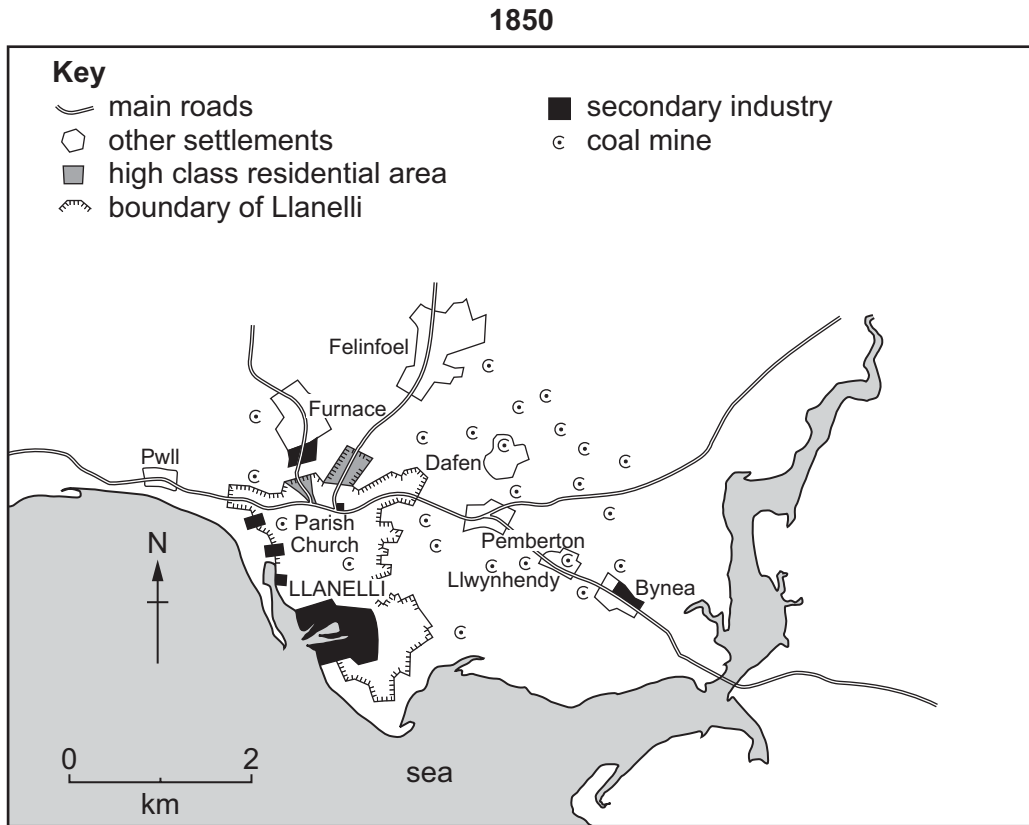 1850
Key
main roads
other settlements
high class residential area
boundary of Llanelli
secondary industry
coal mine
Felinfoel
Furnace
Pwll
Dafen
Parish
Church
Pemberton
N
Llwynhendy
LLANELLI
Bynea
0
2
km
sea